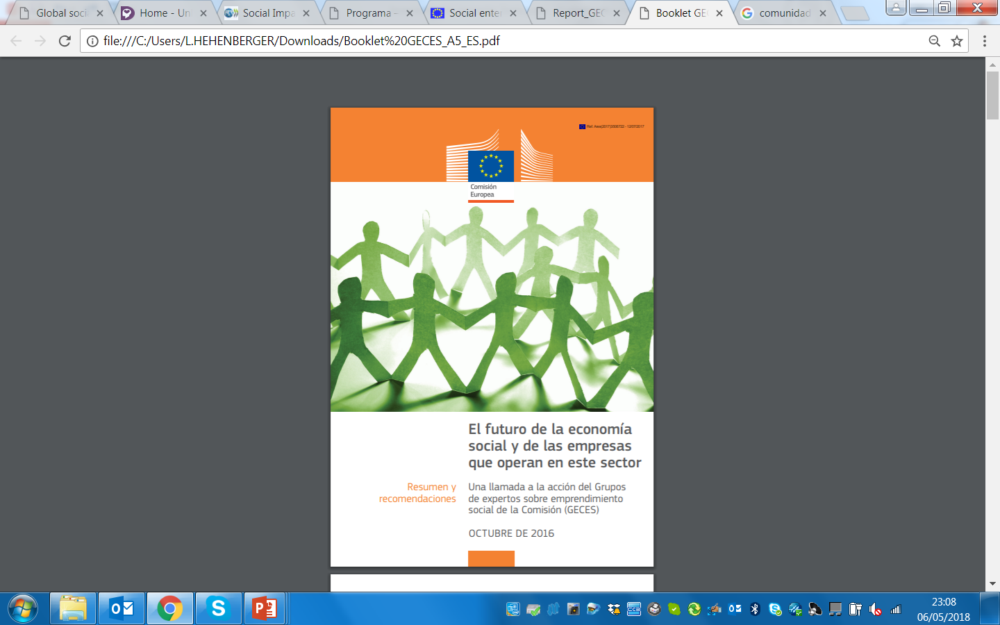 Global soci
Home - Un
Social Impa
Programa -
Social enter
Report_GEC
Booklet GEC
comunidad
file:///C:/Users/L.HEHENBERGER/Downloads/Booklet%20GECES_A5_ES.pdf
Comisión
Europea
El futuro de la economía
social y de las empresas
que operan en este sector
Resumen y
recomendaciones
Una llamada a la acción del Grupos
de expertos sobre emprendimiento
social de la Comisión (GECES)
OCTUBRE DE 2016
23:08
06/05/2018